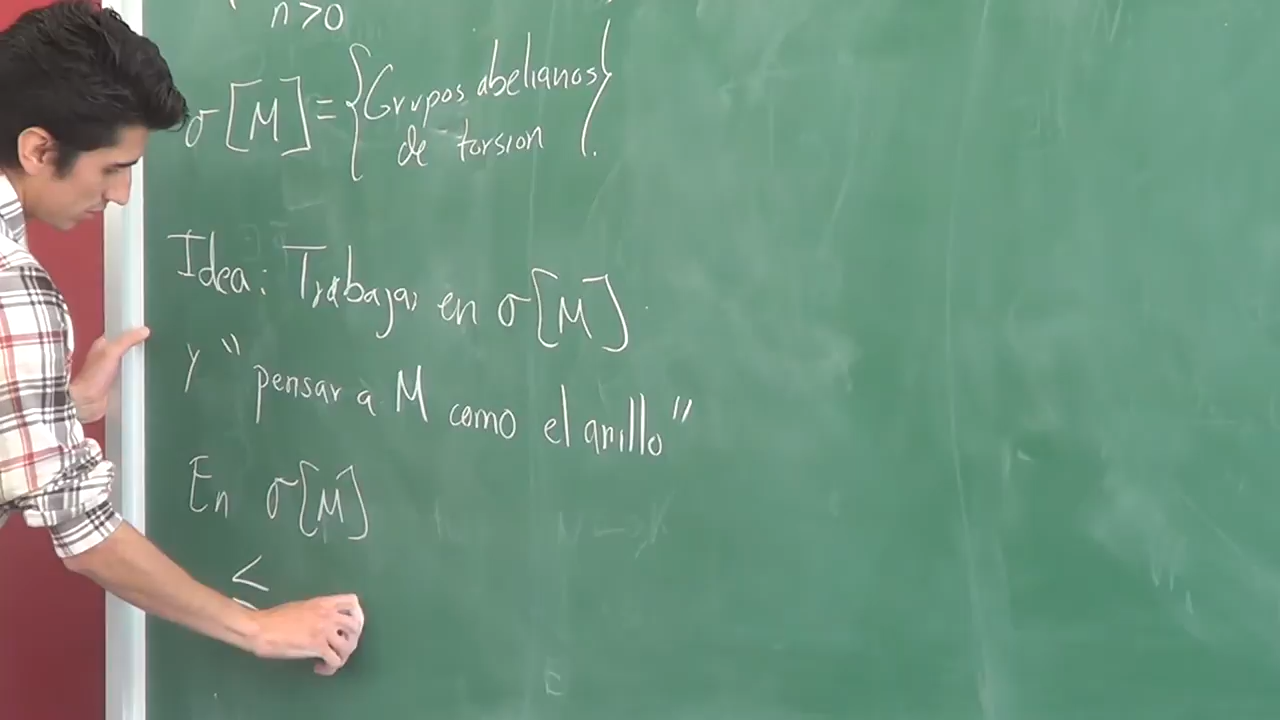 n>0
σ[M]={Grupos abelianos
de torsion}.
Idea: Trabajar en σ[M]
y "pensar a M como el anillo"
En σ[M]
<